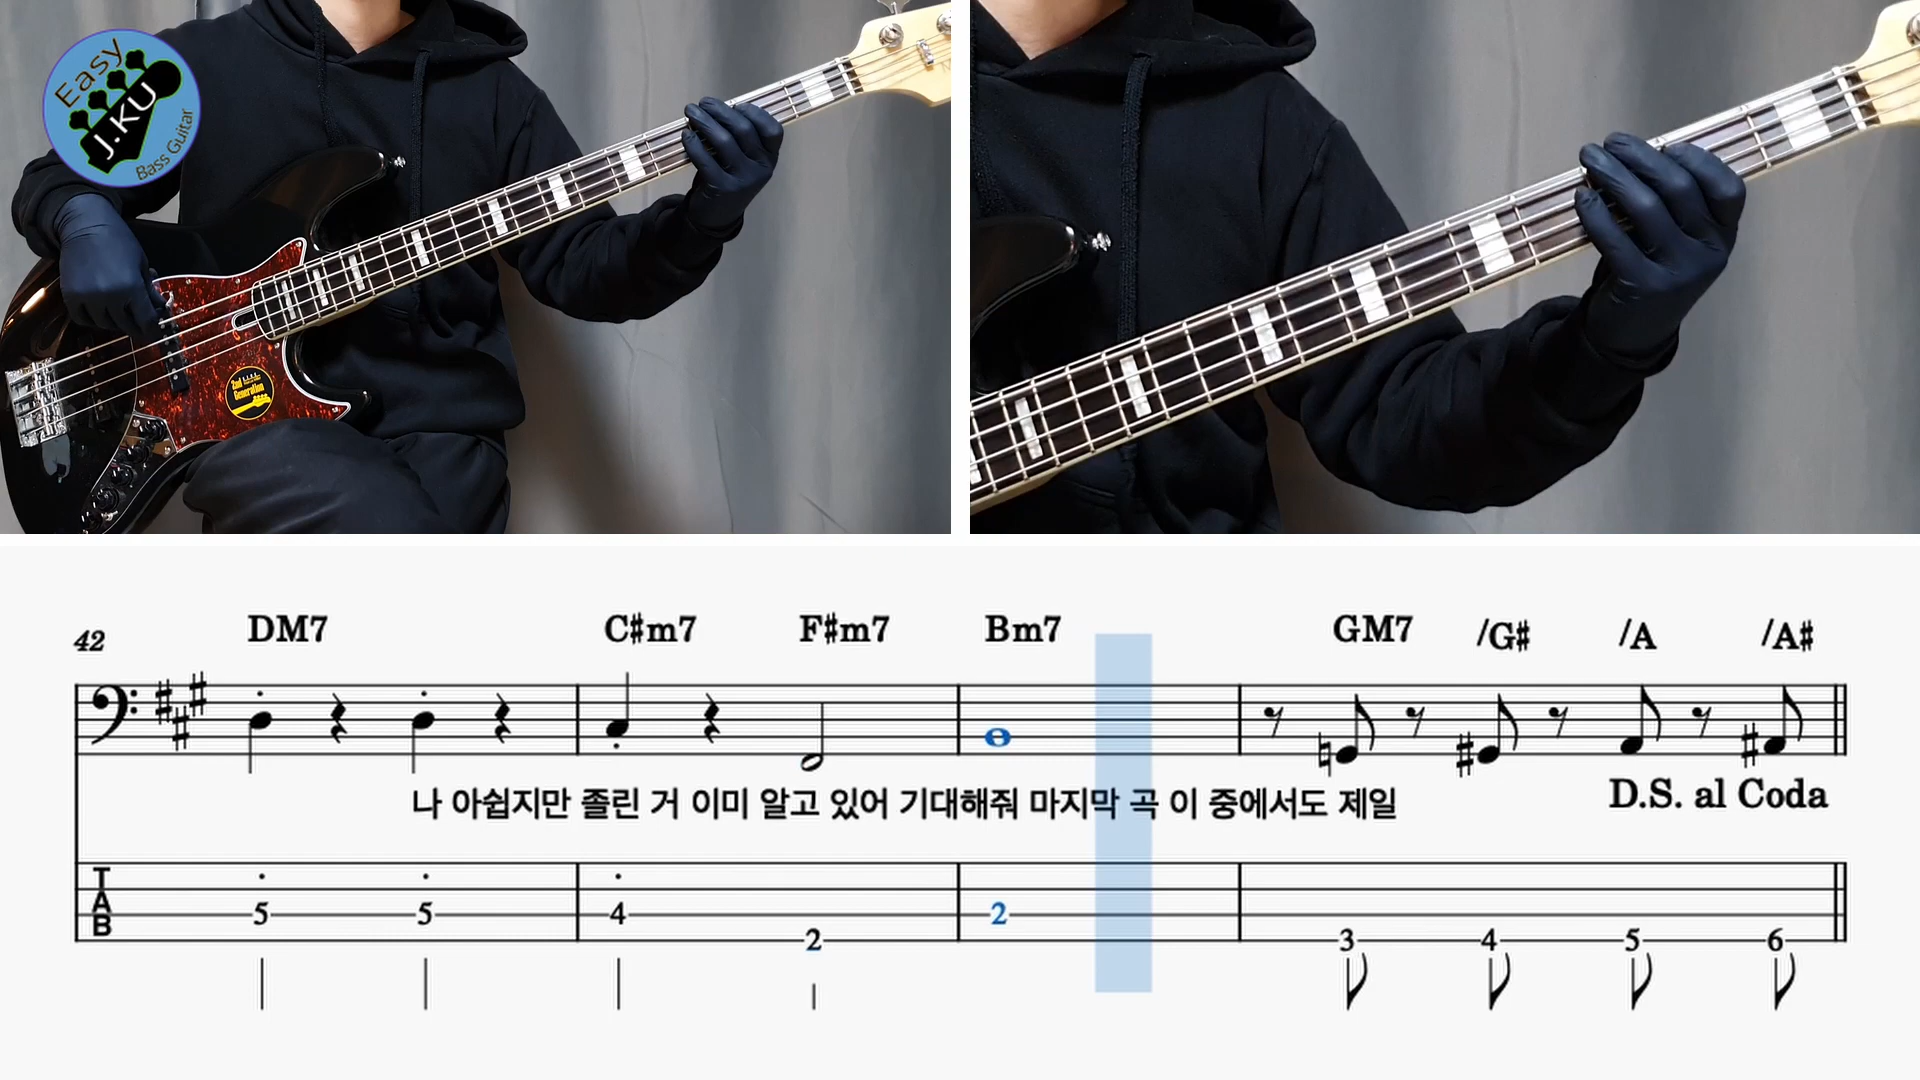 Easy
J.KU
Bass Guitar
2nd
Generation
42 DM7 C#m7 F#m7 Bm7 GM7 /G# /A /A#
나 아쉽지만 졸린 거 이미 알고 있어 기대해줘 마지막 곡 이 중에서도 제일
D.S. al Coda
T
A
B
5 5 4 2 2 3 4 5 6